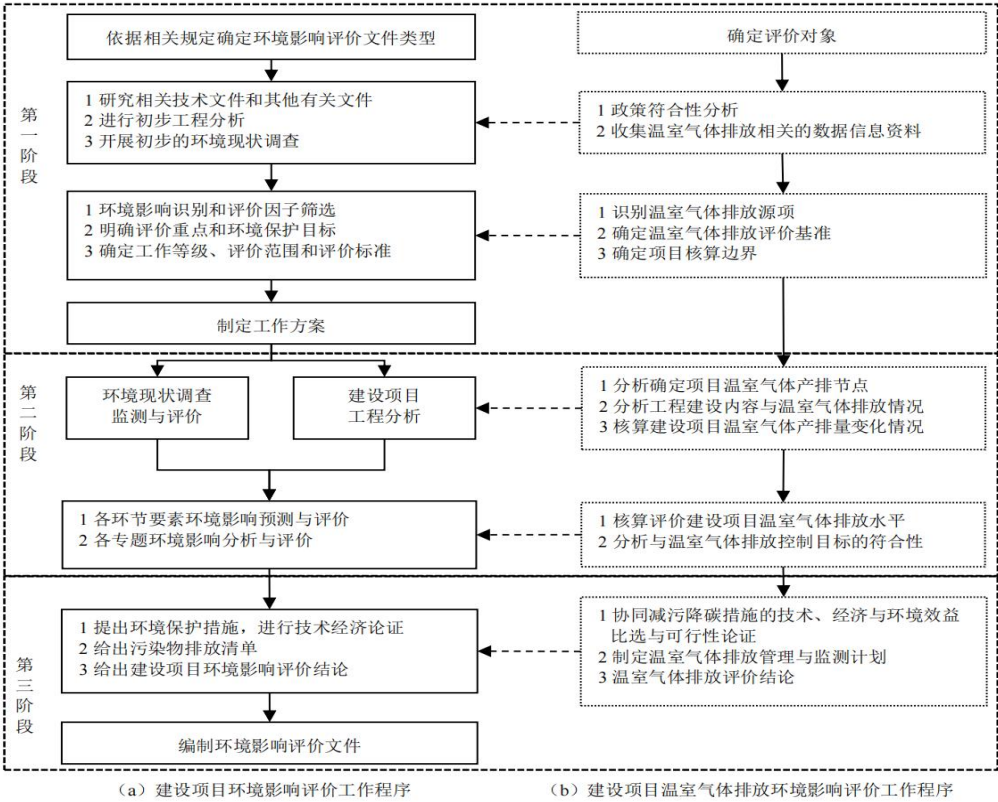 依据相关规定确定环境影响评价文件类型
确定评价对象
第一阶段
1 研究相关技术文件和其他有关文件
2 进行初步工程分析
3 开展初步的环境现状调查
1 政策符合性分析
2 收集温室气体排放相关的数据信息资料
1 环境影响识别和评价因子筛选
2 明确评价重点和环境保护目标
3 确定工作等级、评价范围和评价标准
1 识别温室气体排放源项
2 确定温室气体排放评价基准
3 确定项目核算边界
制定工作方案
第二阶段
环境现状调查
监测与评价
建设项目
工程分析
1 分析确定项目温室气体产排节点
2 分析工程建设内容与温室气体排放情况
3 核算建设项目温室气体产排量变化情况
1 各环节要素环境影响预测与评价
2 各专题环境影响分析与评价
1 核算评价建设项目温室气体排放水平
2 分析与温室气体排放控制目标的符合性
第三阶段
1 提出环境保护措施，进行技术经济论证
2 给出污染物排放清单
3 给出建设项目环境影响评价结论
1 协同减污降碳措施的技术、经济与环境效益
比选与可行性论证
2 制定温室气体排放管理与监测计划
3 温室气体排放评价结论
编制环境影响评价文件
（a）建设项目环境影响评价工作程序
（b）建设项目温室气体排放环境影响评价工作程序